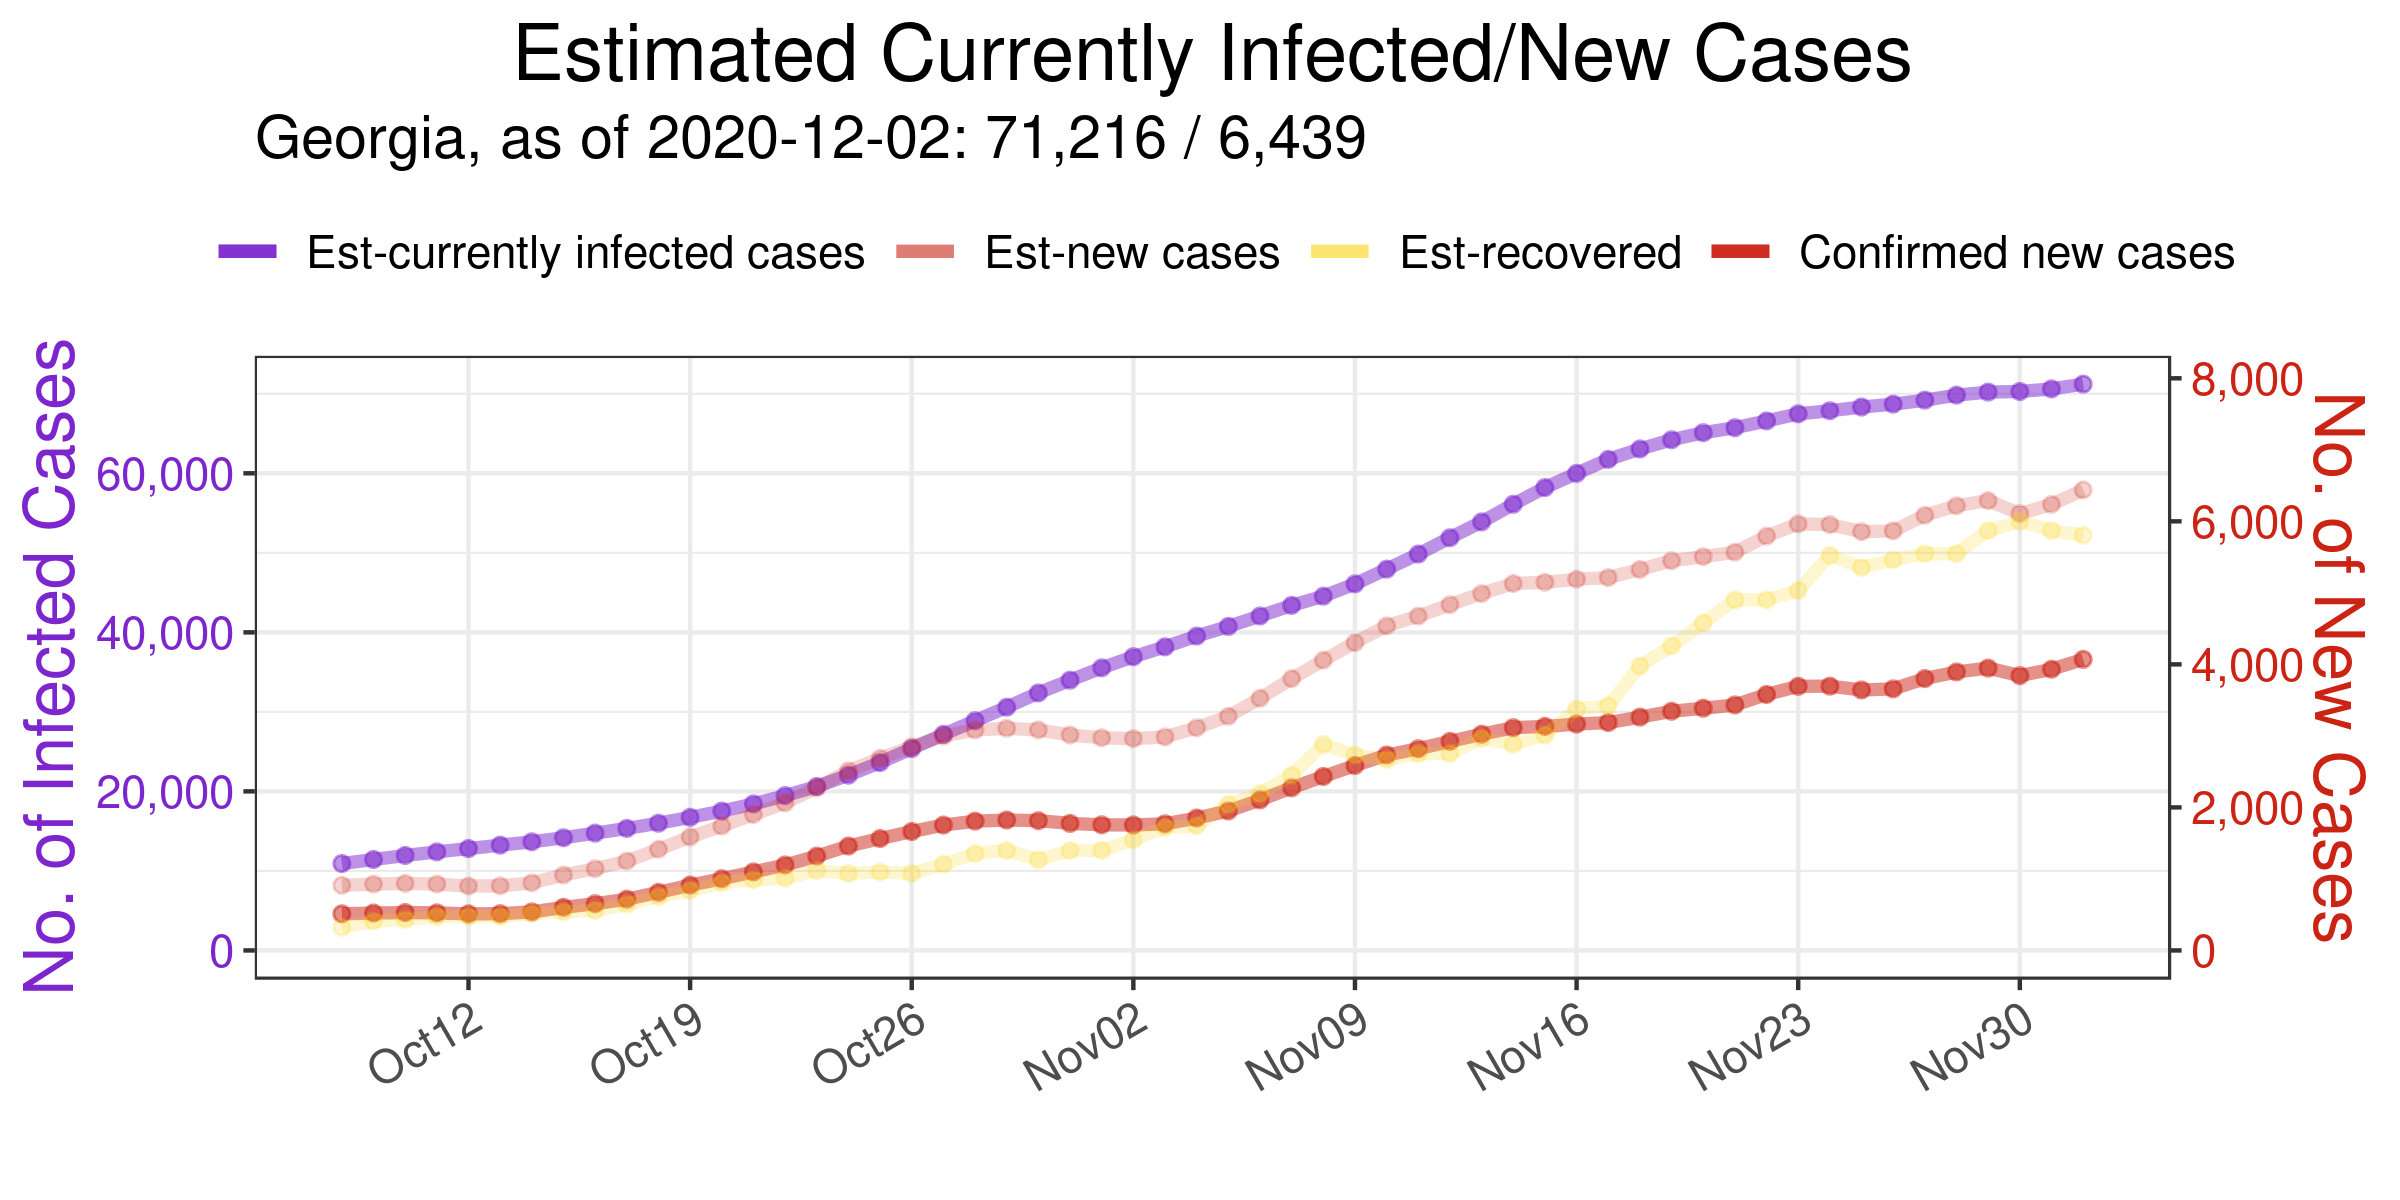 Estimated Currently Infected/New Cases
Georgia, as of 2020-12-02: 71,216 / 6,439
Est-currently infected cases Est-new cases Est-recovered Confirmed new cases
No. of Infected Cases
60,000
40,000
20,000
0
8,000
6,000
4,000
2,000
0
No. of New Cases
Oct12 Oct19 Oct26 Nov02 Nov09 Nov16 Nov23 Nov30